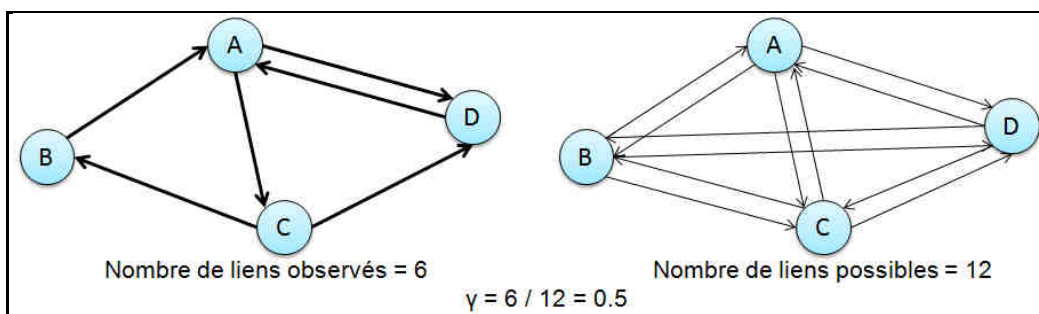 A
D
B
C
Nombre de liens observés = 6
A
D
B
C
Nombre de liens possibles = 12
γ = 6 / 12 = 0.5